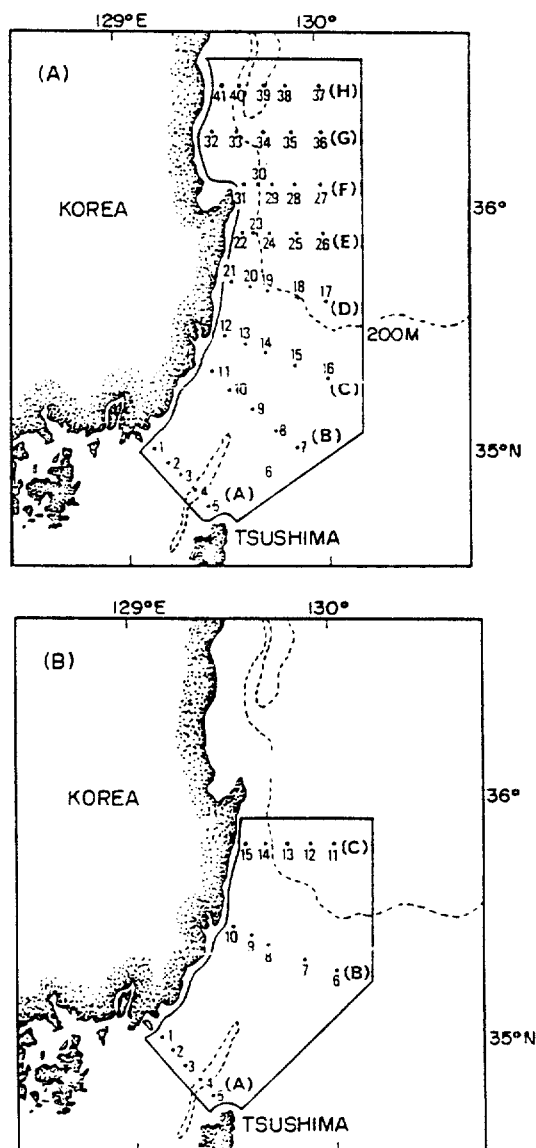 129°E 130°
(A)
41 40 39 38 37 (H)
32 33 34 35 36 (G)
30
31 29 28 27 (F)
KOREA
36°
23
22 24 25 26 (E)
21 20 19 18 17
(D)
200M
12 13 14 15 16
11 10 (C)
9
8 7 (B)
35°N
1 2 3 4 5 6
(A)
TSUSHIMA
129°E 130°
(B)
KOREA
36°
15 14 13 12 11 (C)
10 9 8 7 6 (B)
35°N
1 2 3 4 5
(A)
TSUSHIMA